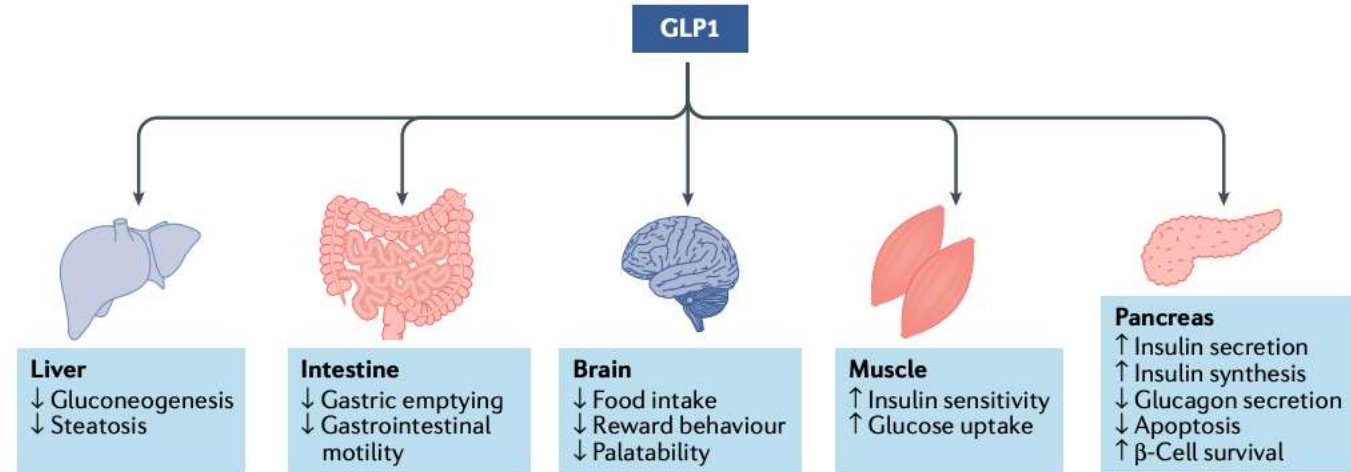 GLP1
Liver
↓ Gluconeogenesis
↓ Steatosis
Intestine
↓ Gastric emptying
↓ Gastrointestinal
motility
Brain
↓ Food intake
↓ Reward behaviour
↓ Palatability
Muscle
↑ Insulin sensitivity
↑ Glucose uptake
Pancreas
↑ Insulin secretion
↑ Insulin synthesis
↓ Glucagon secretion
↓ Apoptosis
↑ β-Cell survival